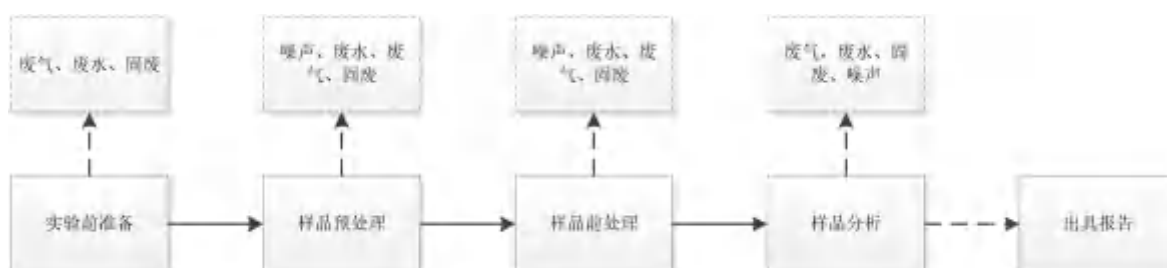 废气、废水、固废
噪声、废水、废
气、固废
噪声、废水、废
气、固废
废气、废水、固
废、噪声
实验前准备
样品预处理
样品前处理
样品分析
出具报告